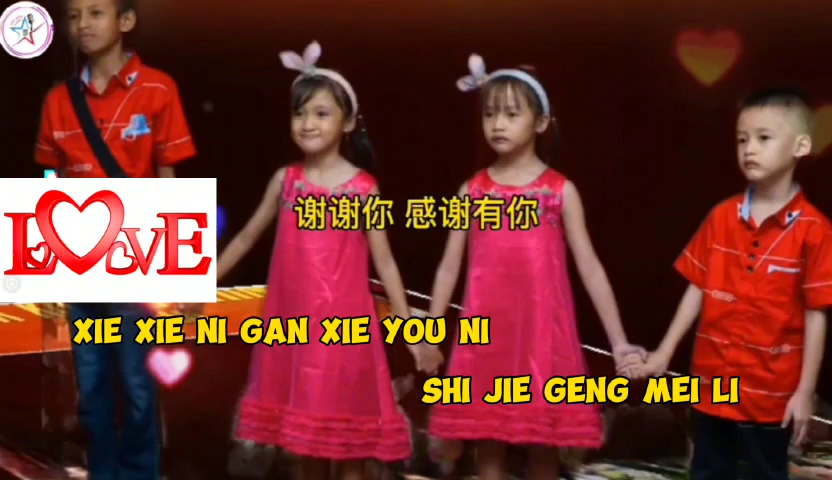 谢谢你 感谢有你
LOVE
XIE XIE NI GAN XIE YOU NI
SHI JIE GENG MEI LI